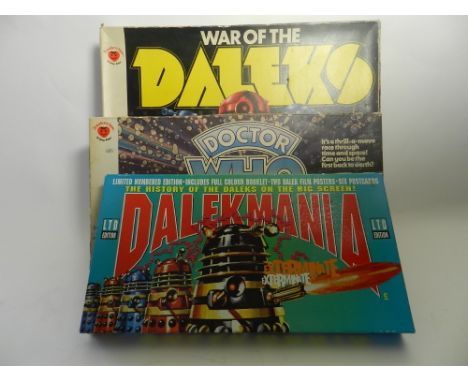 WAR OF THE
DALEKS
DOCTOR
WHO
It's a thrill-a-move
race through
time and space!
Can you be the
first back to earth?
LIMITED NUMBERED EDITION·INCLUDES FULL COLOUR BOOKLET·TWO DALEK FILM POSTERS·SIX POSTCARDS
THE HISTORY OF THE DALEKS ON THE BIG SCREEN!
DALEKMANIA
LTD
EDITION
LTD
EDITION
EXTERMINATE
EXTERMINATE